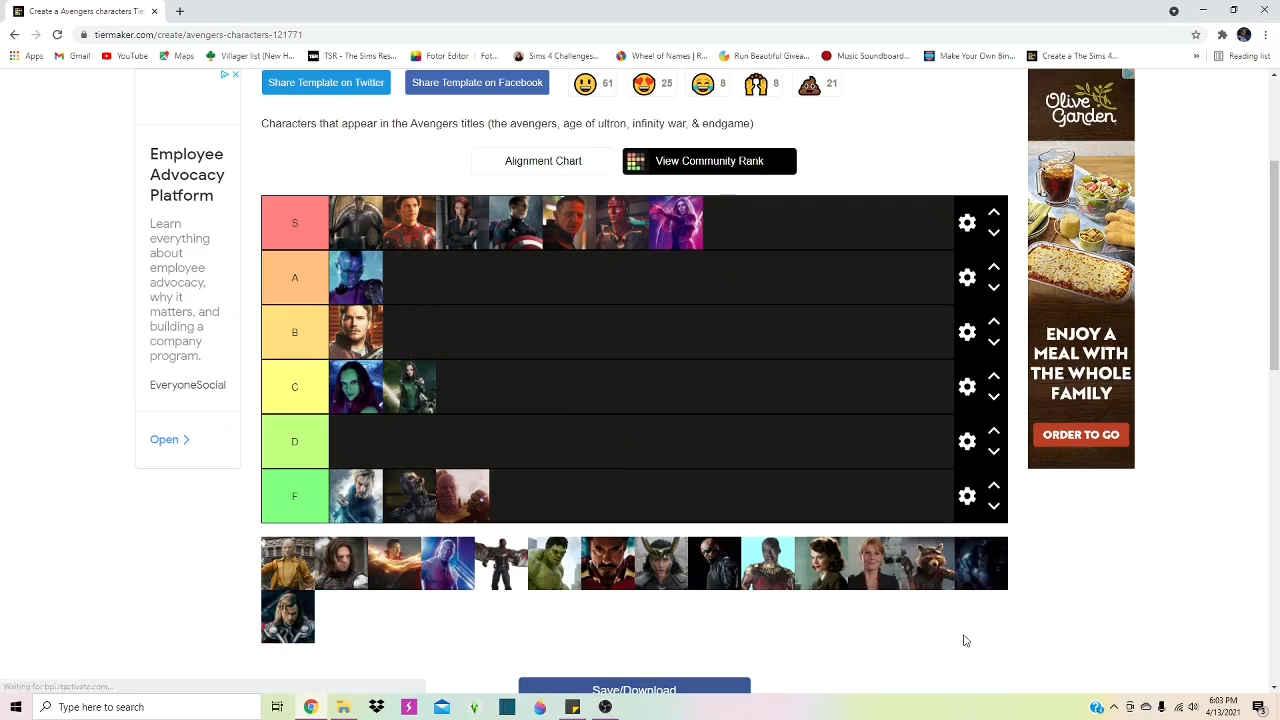 Create a Avengers characters Tie
tiermaker.com/create/avengers-characters-121771
Apps
Gmail
YouTube
Maps
Villager list [New Ho...
TSR - The Sims Res...
Fotor Editor | Fot...
Sims 4 Challenges...
Wheel of Names | R...
Run Beautiful Give...
Music Soundboard...
Make Your Own Bin...
Create a The Sims 4...
»
Reading list
Share Template on Twitter
Share Template on Facebook
61
25
8
8
21
Characters that appear in the Avengers titles (the avengers, age of ultron, infinity war, & endgame)
Alignment Chart
View Community Rank
S
A
B
C
D
F
Employee
Advocacy
Platform
Learn
everything
about
employee
advocacy,
why it
matters, and
building a
company
program.
EveryoneSocial
Open
Olive
Garden
ENJOY A
MEAL WITH
THE WHOLE
FAMILY
ORDER TO GO
Save/Download
Type here to search
6:03 PM
4/13/2021